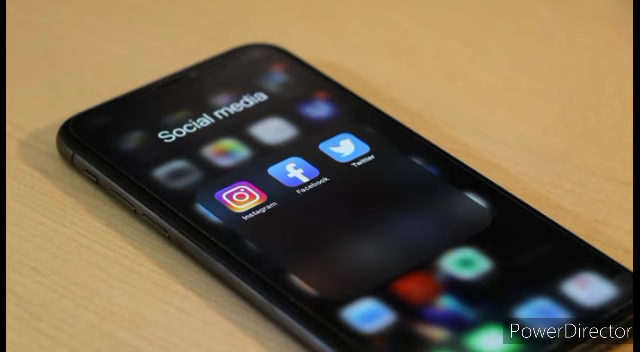 Social media
Instagram
Facebook
Twitter
PowerDirector